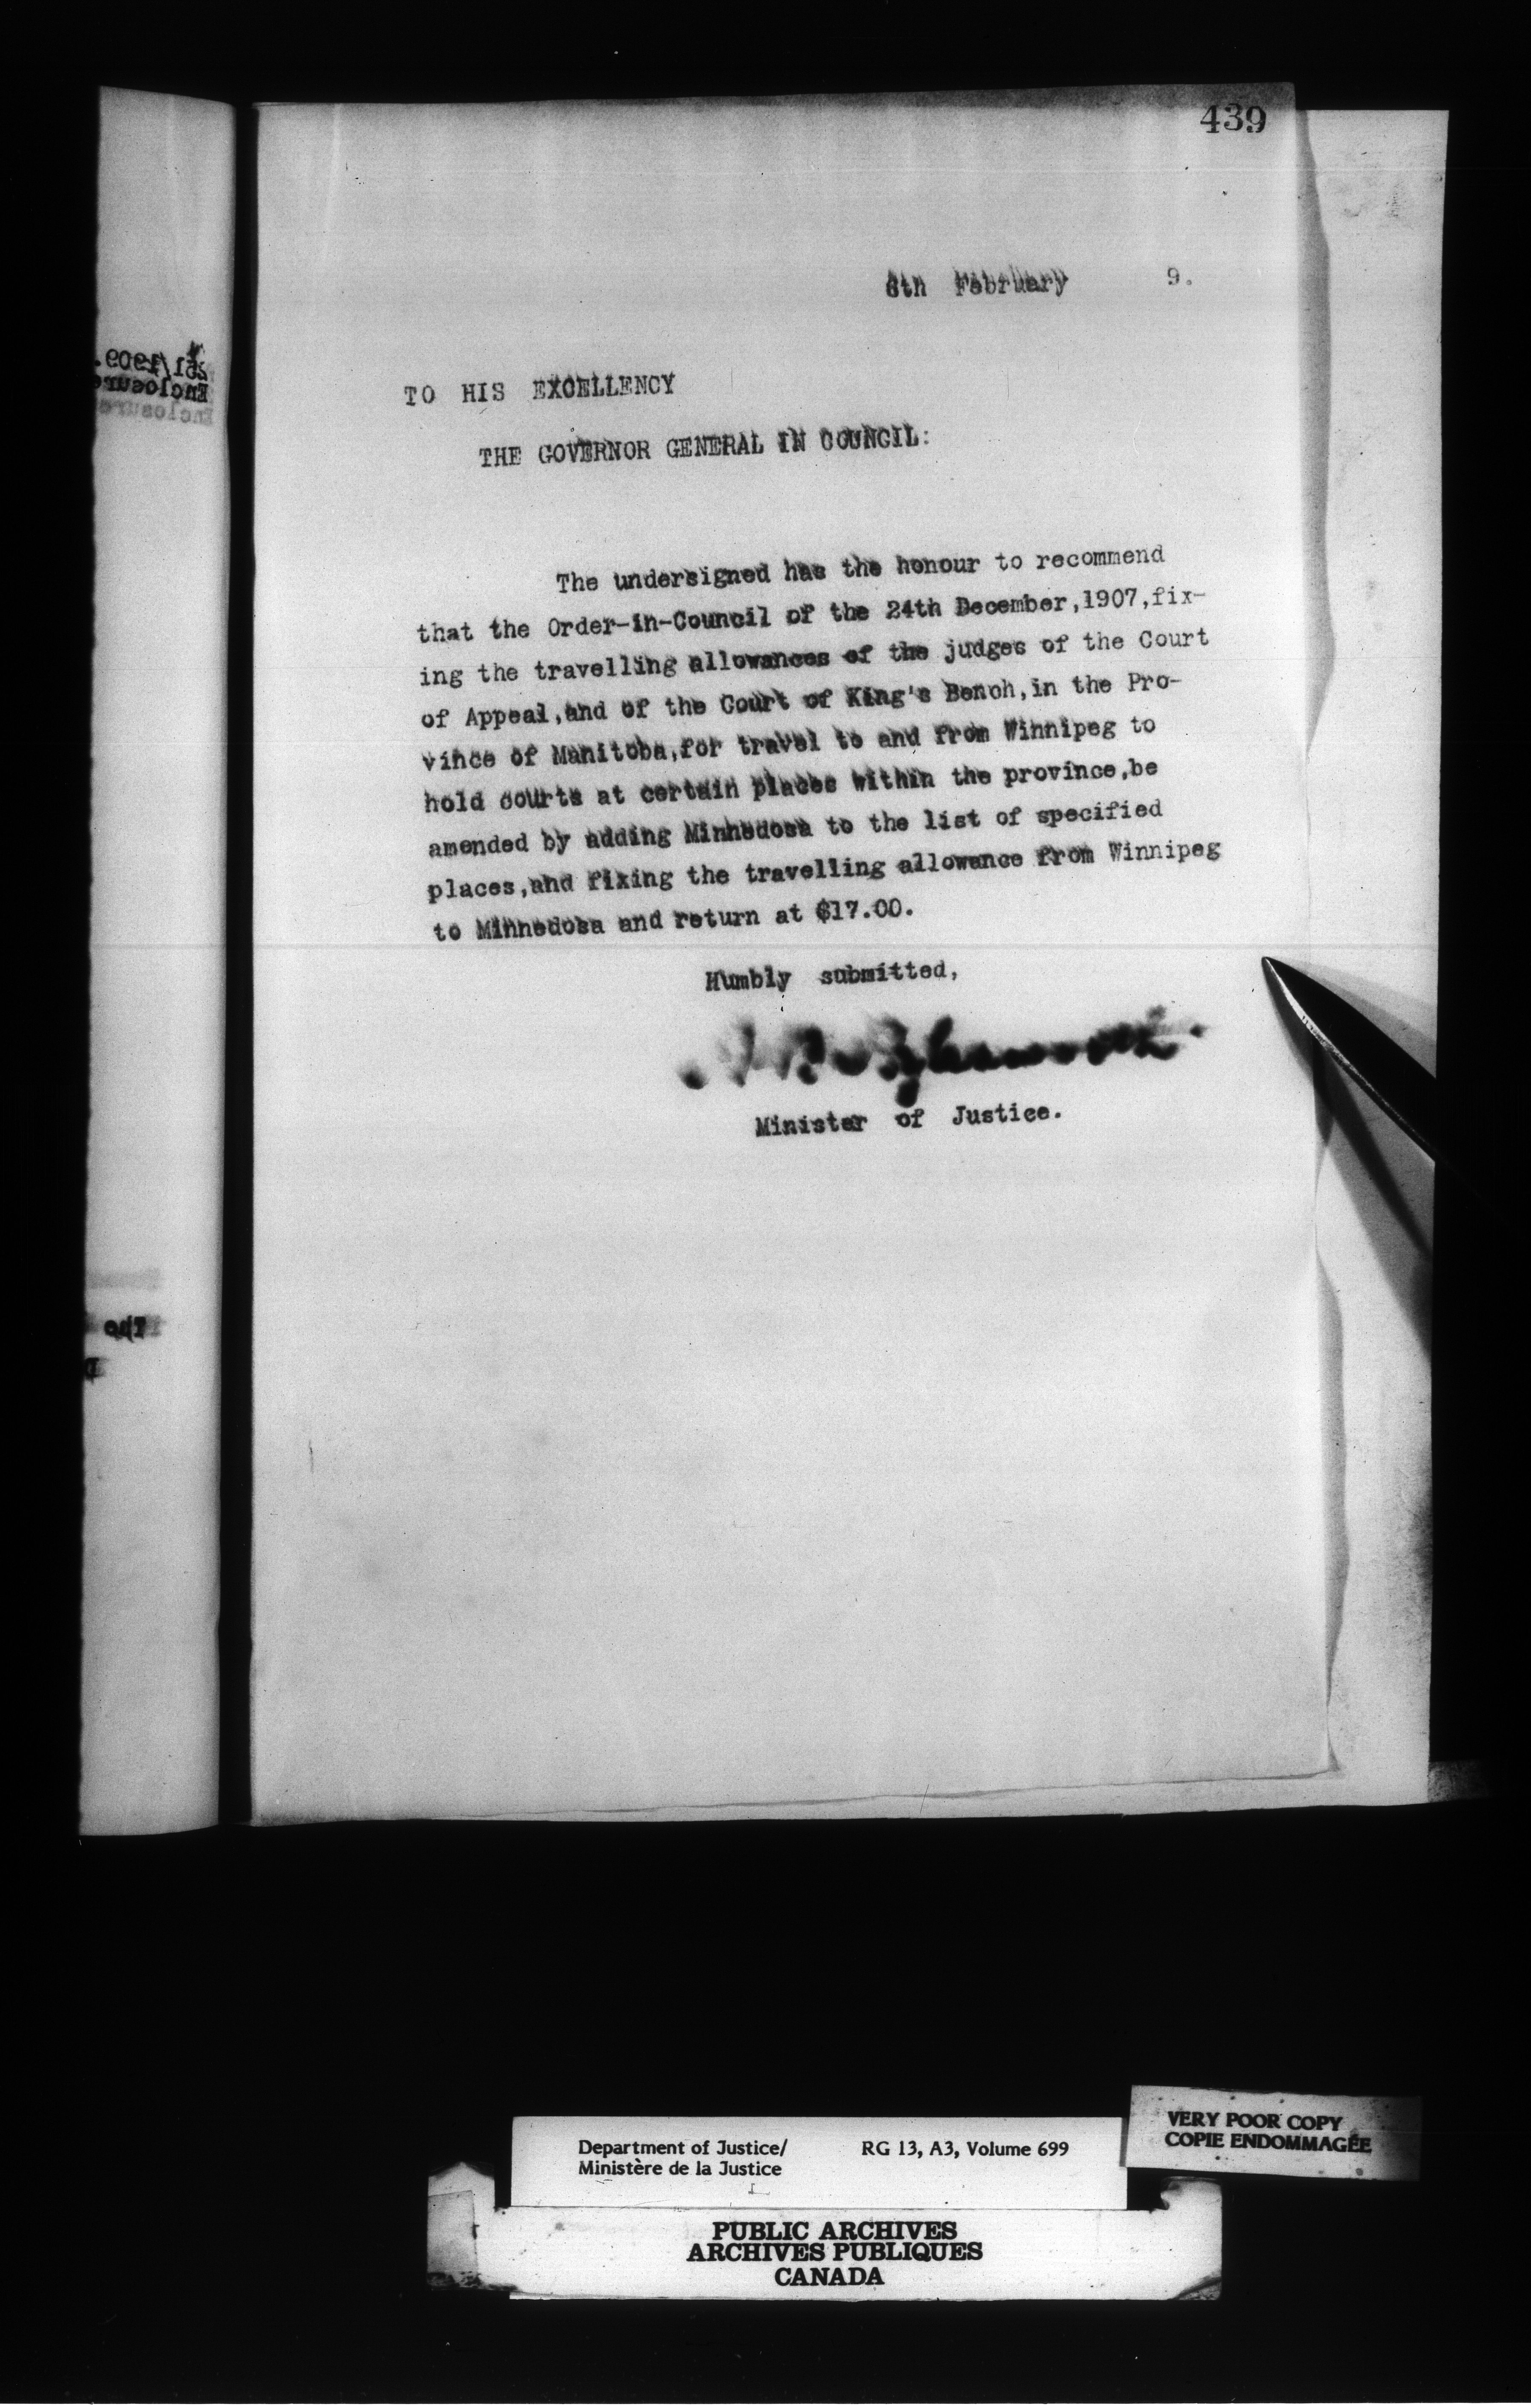 439
8th February 9.
TO HIS EXCELLENCY
THE GOVERNOR GENERAL IN COUNCIL:
The undersigned has the honour to recommend
that the Order-in-Council of the 24th December,1907,fix-
ing the travelling allowances of the judges of the Court
of Appeal,and of the Court of King's Bench,in the Pro-
vince of Manitoba,for travel to and from Winnipeg to
hold courts at certain places within the province,be
amended by adding Minnedosa to the list of specified
places,and fixing the travelling allowance from Winnipeg
to Minnedosa and return at $17.00.
Humbly submitted,
A B Aylesworth
Minister of Justice.
Department of Justice/ RG 13, A3, Volume 699
Ministère de la Justice
VERY POOR COPY
COPIE ENDOMMAGÉE
PUBLIC ARCHIVES
ARCHIVES PUBLIQUES
CANADA